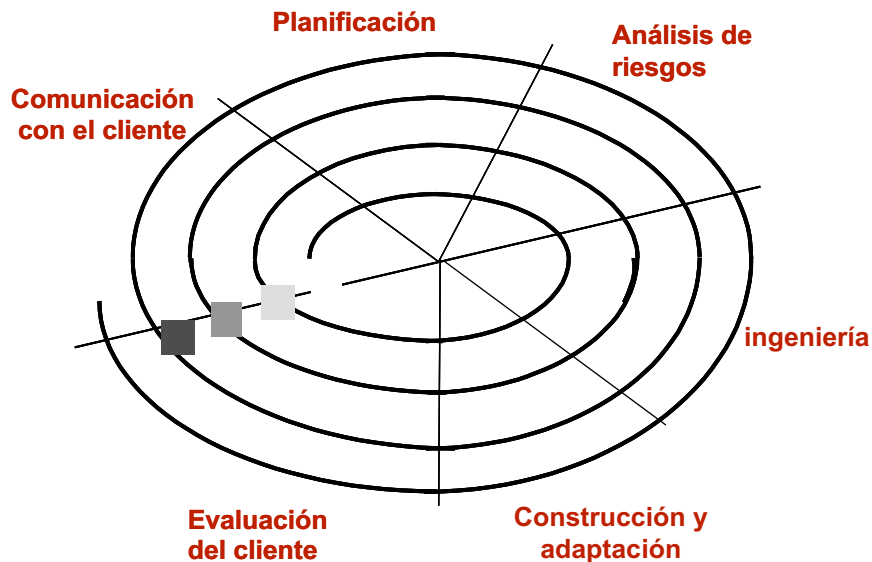 Planificación
Análisis de
riesgos
Comunicación
con el cliente
ingeniería
Evaluación
del cliente
Construcción y
adaptación